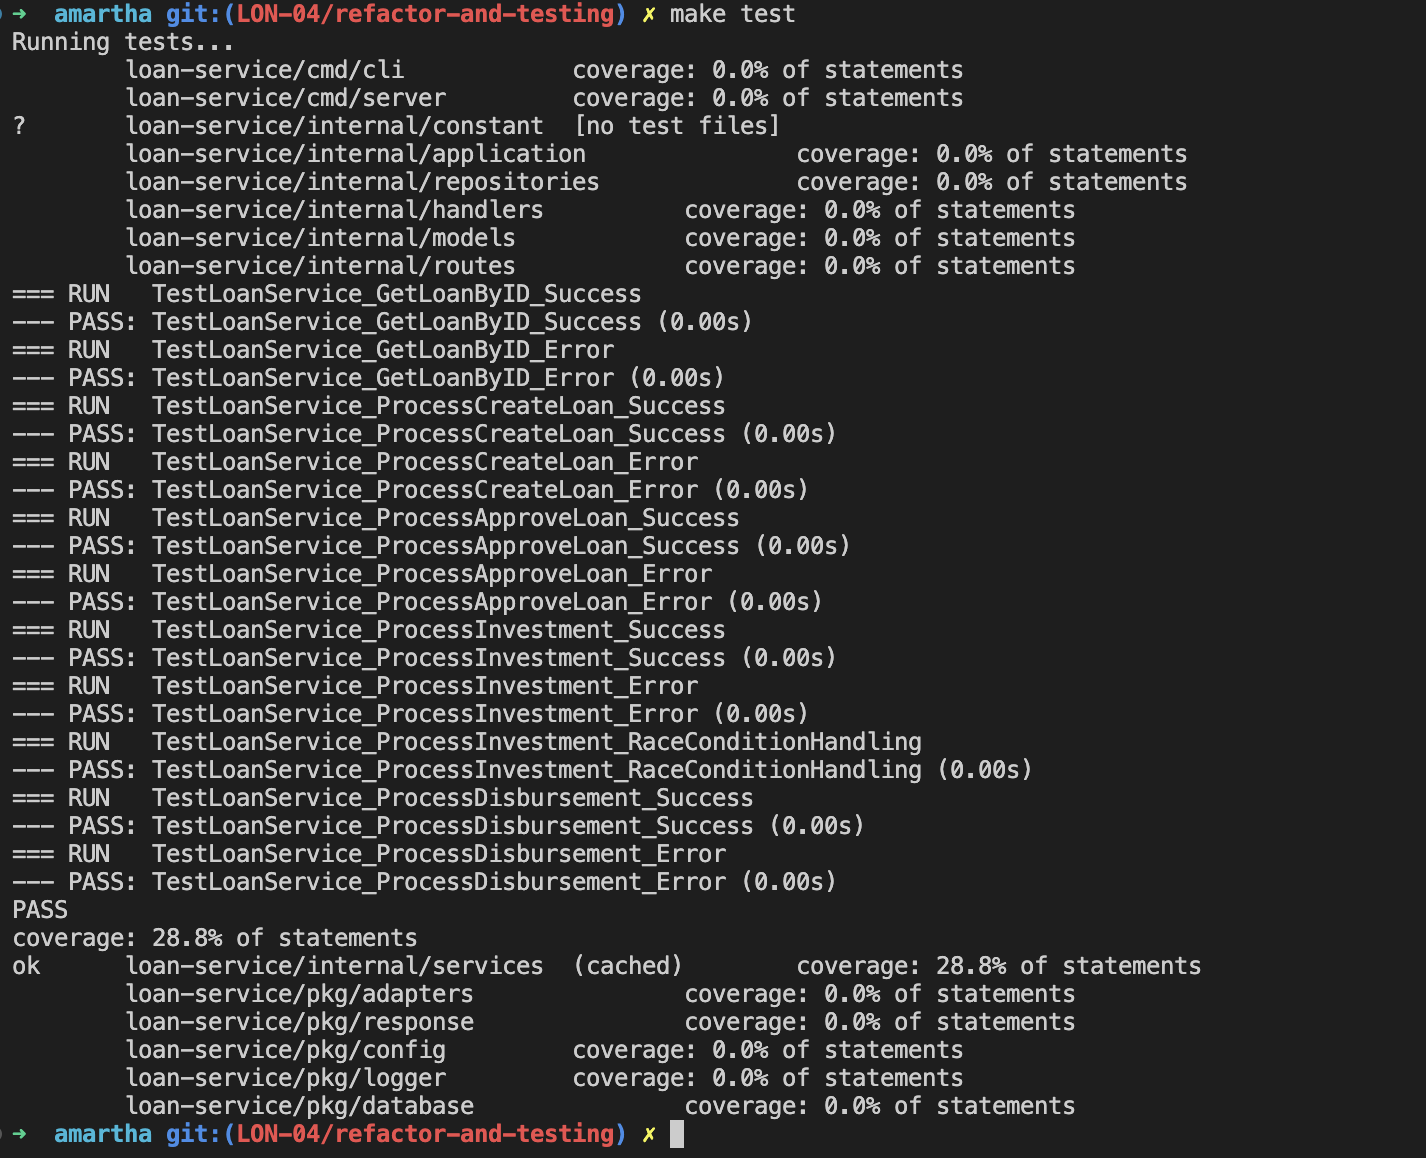 ➜  amartha git:(LON-04/refactor-and-testing) ✗ make test
Running tests...
        loan-service/cmd/cli            coverage: 0.0% of statements
        loan-service/cmd/server         coverage: 0.0% of statements
?       loan-service/internal/constant  [no test files]
        loan-service/internal/application               coverage: 0.0% of statements
        loan-service/internal/repositories              coverage: 0.0% of statements
        loan-service/internal/handlers          coverage: 0.0% of statements
        loan-service/internal/models            coverage: 0.0% of statements
        loan-service/internal/routes            coverage: 0.0% of statements
=== RUN   TestLoanService_GetLoanByID_Success
--- PASS: TestLoanService_GetLoanByID_Success (0.00s)
=== RUN   TestLoanService_GetLoanByID_Error
--- PASS: TestLoanService_GetLoanByID_Error (0.00s)
=== RUN   TestLoanService_ProcessCreateLoan_Success
--- PASS: TestLoanService_ProcessCreateLoan_Success (0.00s)
=== RUN   TestLoanService_ProcessCreateLoan_Error
--- PASS: TestLoanService_ProcessCreateLoan_Error (0.00s)
=== RUN   TestLoanService_ProcessApproveLoan_Success
--- PASS: TestLoanService_ProcessApproveLoan_Success (0.00s)
=== RUN   TestLoanService_ProcessApproveLoan_Error
--- PASS: TestLoanService_ProcessApproveLoan_Error (0.00s)
=== RUN   TestLoanService_ProcessInvestment_Success
--- PASS: TestLoanService_ProcessInvestment_Success (0.00s)
=== RUN   TestLoanService_ProcessInvestment_Error
--- PASS: TestLoanService_ProcessInvestment_Error (0.00s)
=== RUN   TestLoanService_ProcessInvestment_RaceConditionHandling
--- PASS: TestLoanService_ProcessInvestment_RaceConditionHandling (0.00s)
=== RUN   TestLoanService_ProcessDisbursement_Success
--- PASS: TestLoanService_ProcessDisbursement_Success (0.00s)
=== RUN   TestLoanService_ProcessDisbursement_Error
--- PASS: TestLoanService_ProcessDisbursement_Error (0.00s)
PASS
coverage: 28.8% of statements
ok      loan-service/internal/services  (cached)        coverage: 28.8% of statements
        loan-service/pkg/adapters               coverage: 0.0% of statements
        loan-service/pkg/response               coverage: 0.0% of statements
        loan-service/pkg/config         coverage: 0.0% of statements
        loan-service/pkg/logger         coverage: 0.0% of statements
        loan-service/pkg/database               coverage: 0.0% of statements
➜  amartha git:(LON-04/refactor-and-testing) ✗